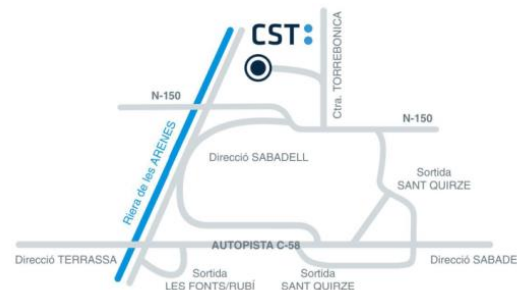 CST:
Ctra. TORREBONICA
N-150
N-150
Riera de les ARENES
Direcció SABADELL
Sortida
SANT QUIRZE
AUTOPISTA C-58
Direcció TERRASSA
Direcció SABADE
Sortida
LES FONTS/RUBÍ
Sortida
SANT QUIRZE